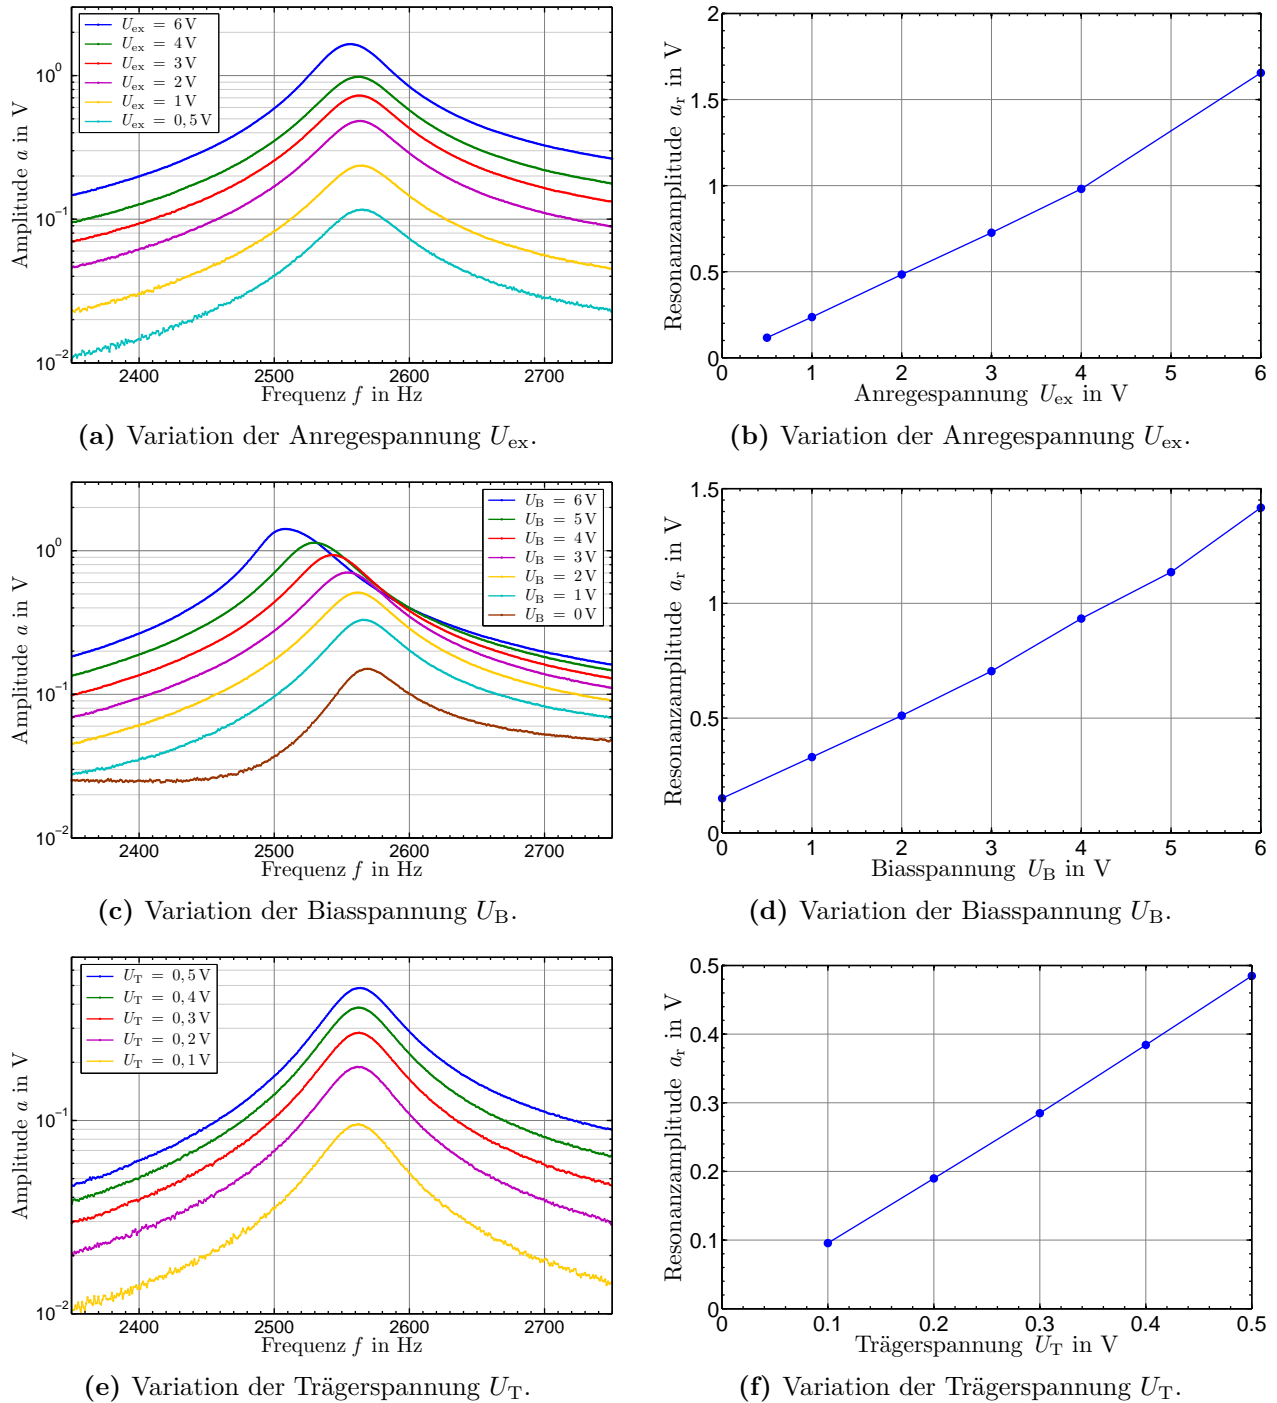 U_ex = 6 V
U_ex = 4 V
U_ex = 3 V
U_ex = 2 V
U_ex = 1 V
U_ex = 0,5 V
10^0
10^-1
10^-2
Amplitude a in V
2400 2500 2600 2700
Frequenz f in Hz
(a) Variation der Anregespannung U_ex.
2
1.5
1
0.5
0
Resonanzamplitude a_r in V
0 1 2 3 4 5 6
Anregespannung U_ex in V
(b) Variation der Anregespannung U_ex.
U_B = 6 V
U_B = 5 V
U_B = 4 V
U_B = 3 V
U_B = 2 V
U_B = 1 V
U_B = 0 V
10^0
10^-1
10^-2
Amplitude a in V
2400 2500 2600 2700
Frequenz f in Hz
(c) Variation der Biasspannung U_B.
1.5
1
0.5
0
Resonanzamplitude a_r in V
0 1 2 3 4 5 6
Biasspannung U_B in V
(d) Variation der Biasspannung U_B.
U_T = 0,5 V
U_T = 0,4 V
U_T = 0,3 V
U_T = 0,2 V
U_T = 0,1 V
10^-1
10^-2
Amplitude a in V
2400 2500 2600 2700
Frequenz f in Hz
(e) Variation der Trägerspannung U_T.
0.5
0.4
0.3
0.2
0.1
0
Resonanzamplitude a_r in V
0 0.1 0.2 0.3 0.4 0.5
Trägerspannung U_T in V
(f) Variation der Trägerspannung U_T.